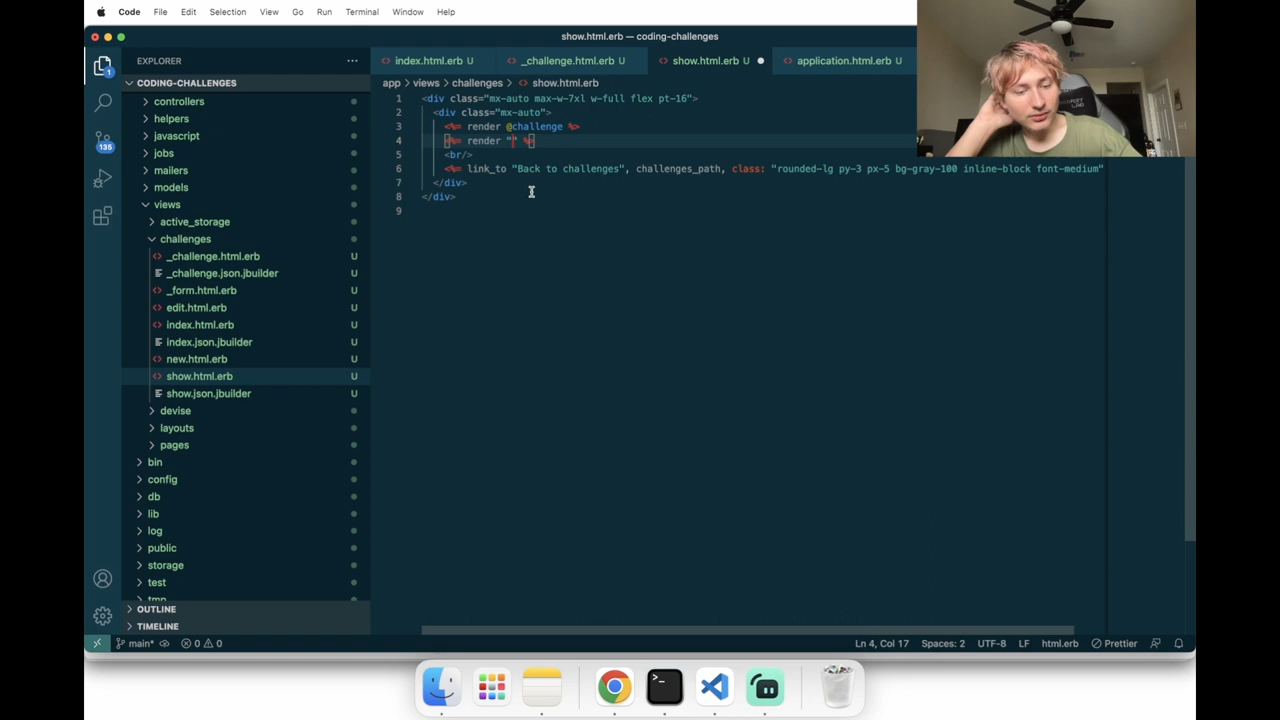 Code File Edit Selection View Go Run Terminal Window Help
show.html.erb — coding-challenges
EXPLORER
CODING-CHALLENGES
controllers
helpers
javascript
jobs
mailers
models
views
active_storage
challenges
_challenge.html.erb U
_challenge.json.jbuilder U
_form.html.erb U
edit.html.erb U
index.html.erb U
index.json.jbuilder U
new.html.erb U
show.html.erb U
show.json.jbuilder U
devise
layouts
pages
bin
config
db
lib
log
public
storage
test
tmp
OUTLINE
TIMELINE
1
135
index.html.erb U _challenge.html.erb U show.html.erb U application.html.erb U
app > views > challenges > show.html.erb
1 <div class="mx-auto max-w-7xl w-full flex pt-16">
2 <div class="mx-auto">
3 <%= render @challenge %>
4 <%= render "" %>
5 <br/>
6 <%= link_to "Back to challenges", challenges_path, class: "rounded-lg py-3 px-5 bg-gray-100 inline-block font-medium"
7 </div>
8 </div>
9
main* 0 0 Ln 4, Col 17 Spaces: 2 UTF-8 LF html.erb Prettier